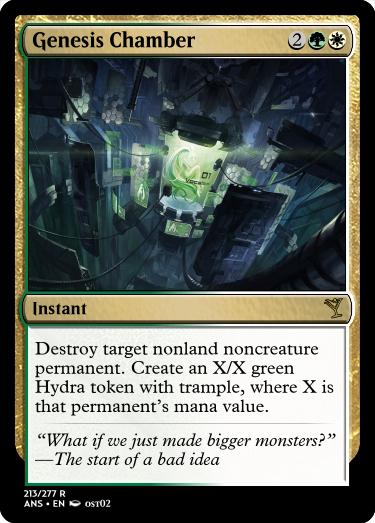 Genesis Chamber 2
01
Instant
Destroy target nonland noncreature
permanent. Create an X/X green
Hydra token with trample, where X is
that permanent’s mana value.
“What if we just made bigger monsters?”
—The start of a bad idea
213/277 R
ANS • EN OST02